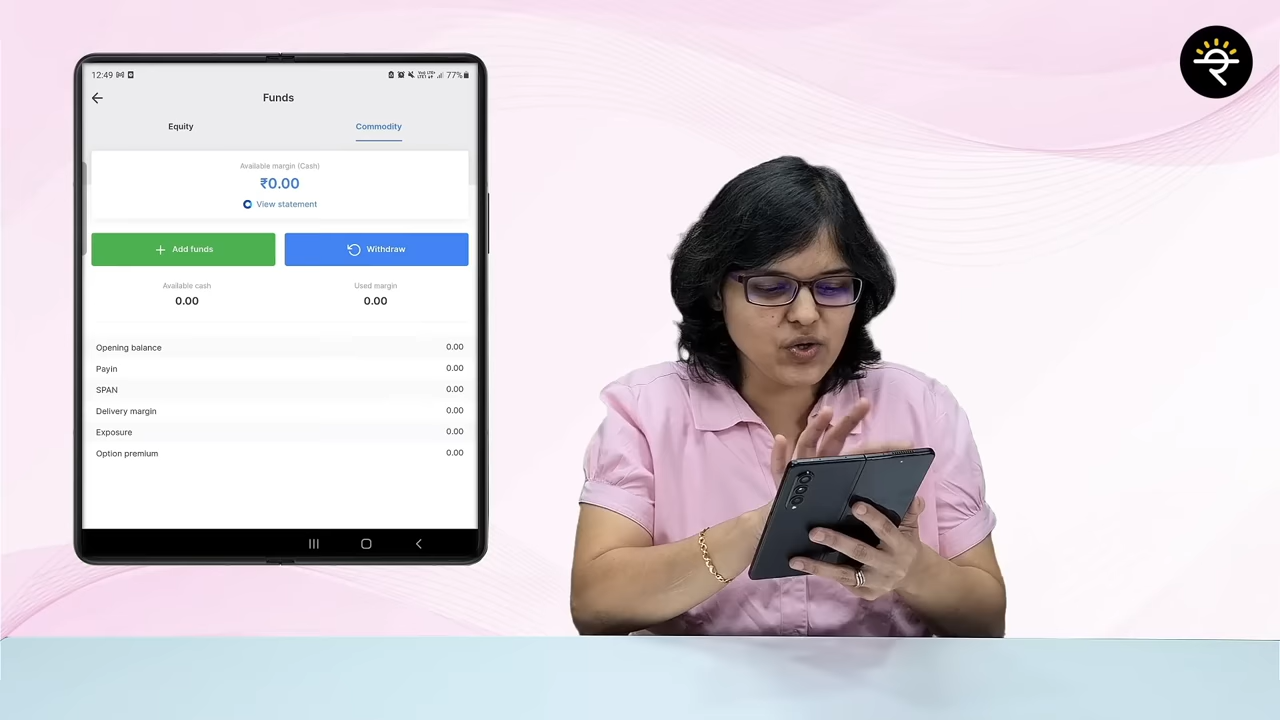 12:49
77%
Funds
Equity
Commodity
Available margin (Cash)
₹0.00
View statement
Add funds
Withdraw
Available cash
Used margin
0.00
0.00
Opening balance 0.00
Payin 0.00
SPAN 0.00
Delivery margin 0.00
Exposure 0.00
Option premium 0.00